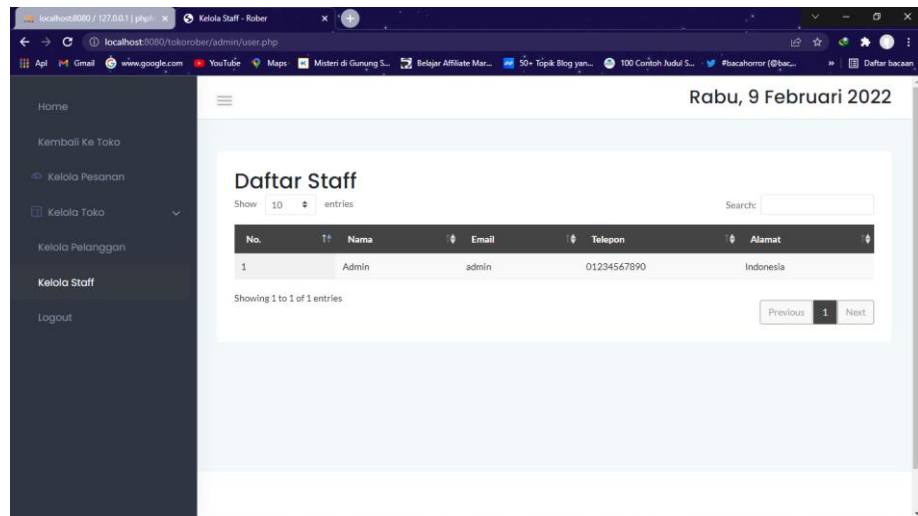 localhost:8080 / 127.0.0.1 | phpM
Kelola Staff - Rober
localhost:8080/tokorober/admin/user.php
Apl
Gmail
www.google.com
YouTube
Maps
Misteri di Gunung S...
Belajar Affiliate Mar...
50+ Topik Blog yan...
100 Contoh Judul S...
#bacahorror (@bac,...
»
Daftar bacaan
Home
Kembali Ke Toko
Kelola Pesanan
Kelola Toko
Kelola Pelanggan
Kelola Staff
Logout
Rabu, 9 Februari 2022
Daftar Staff
Show 10 entries
Search:
No. Nama Email Telepon Alamat
1 Admin admin 01234567890 Indonesia
Showing 1 to 1 of 1 entries
Previous 1 Next